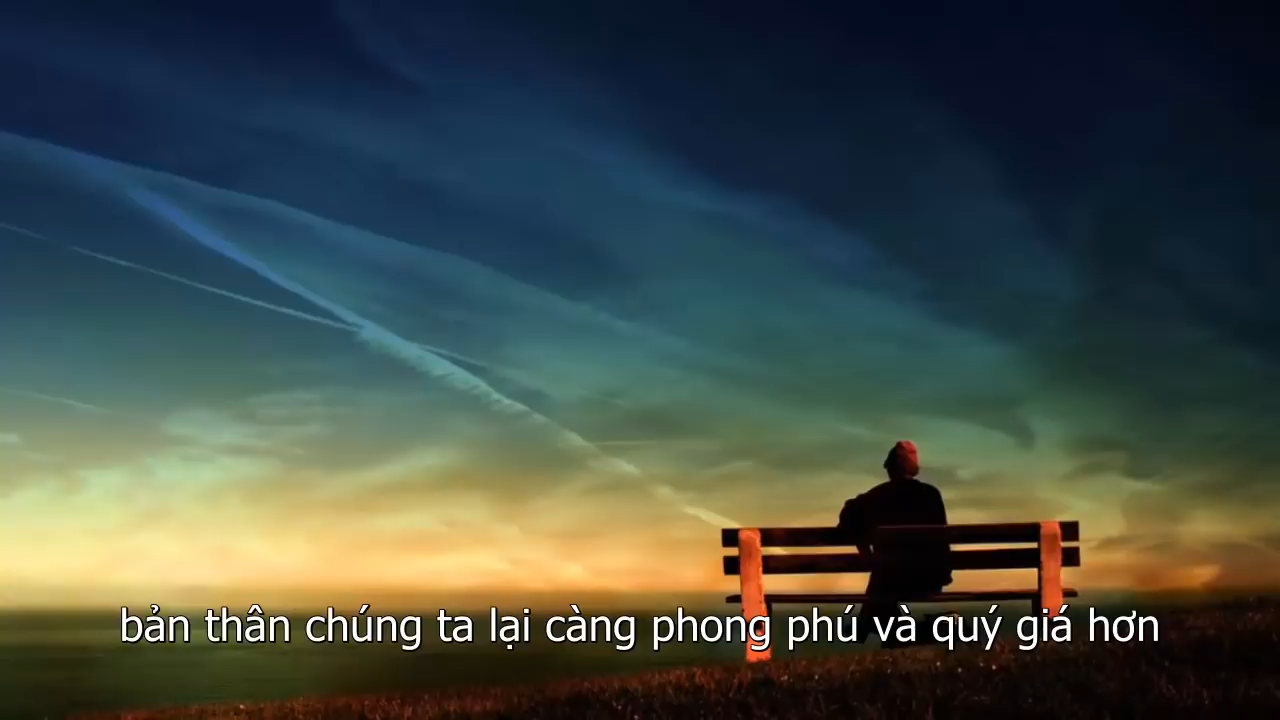 bản thân chúng ta lại càng phong phú và quý giá hơn